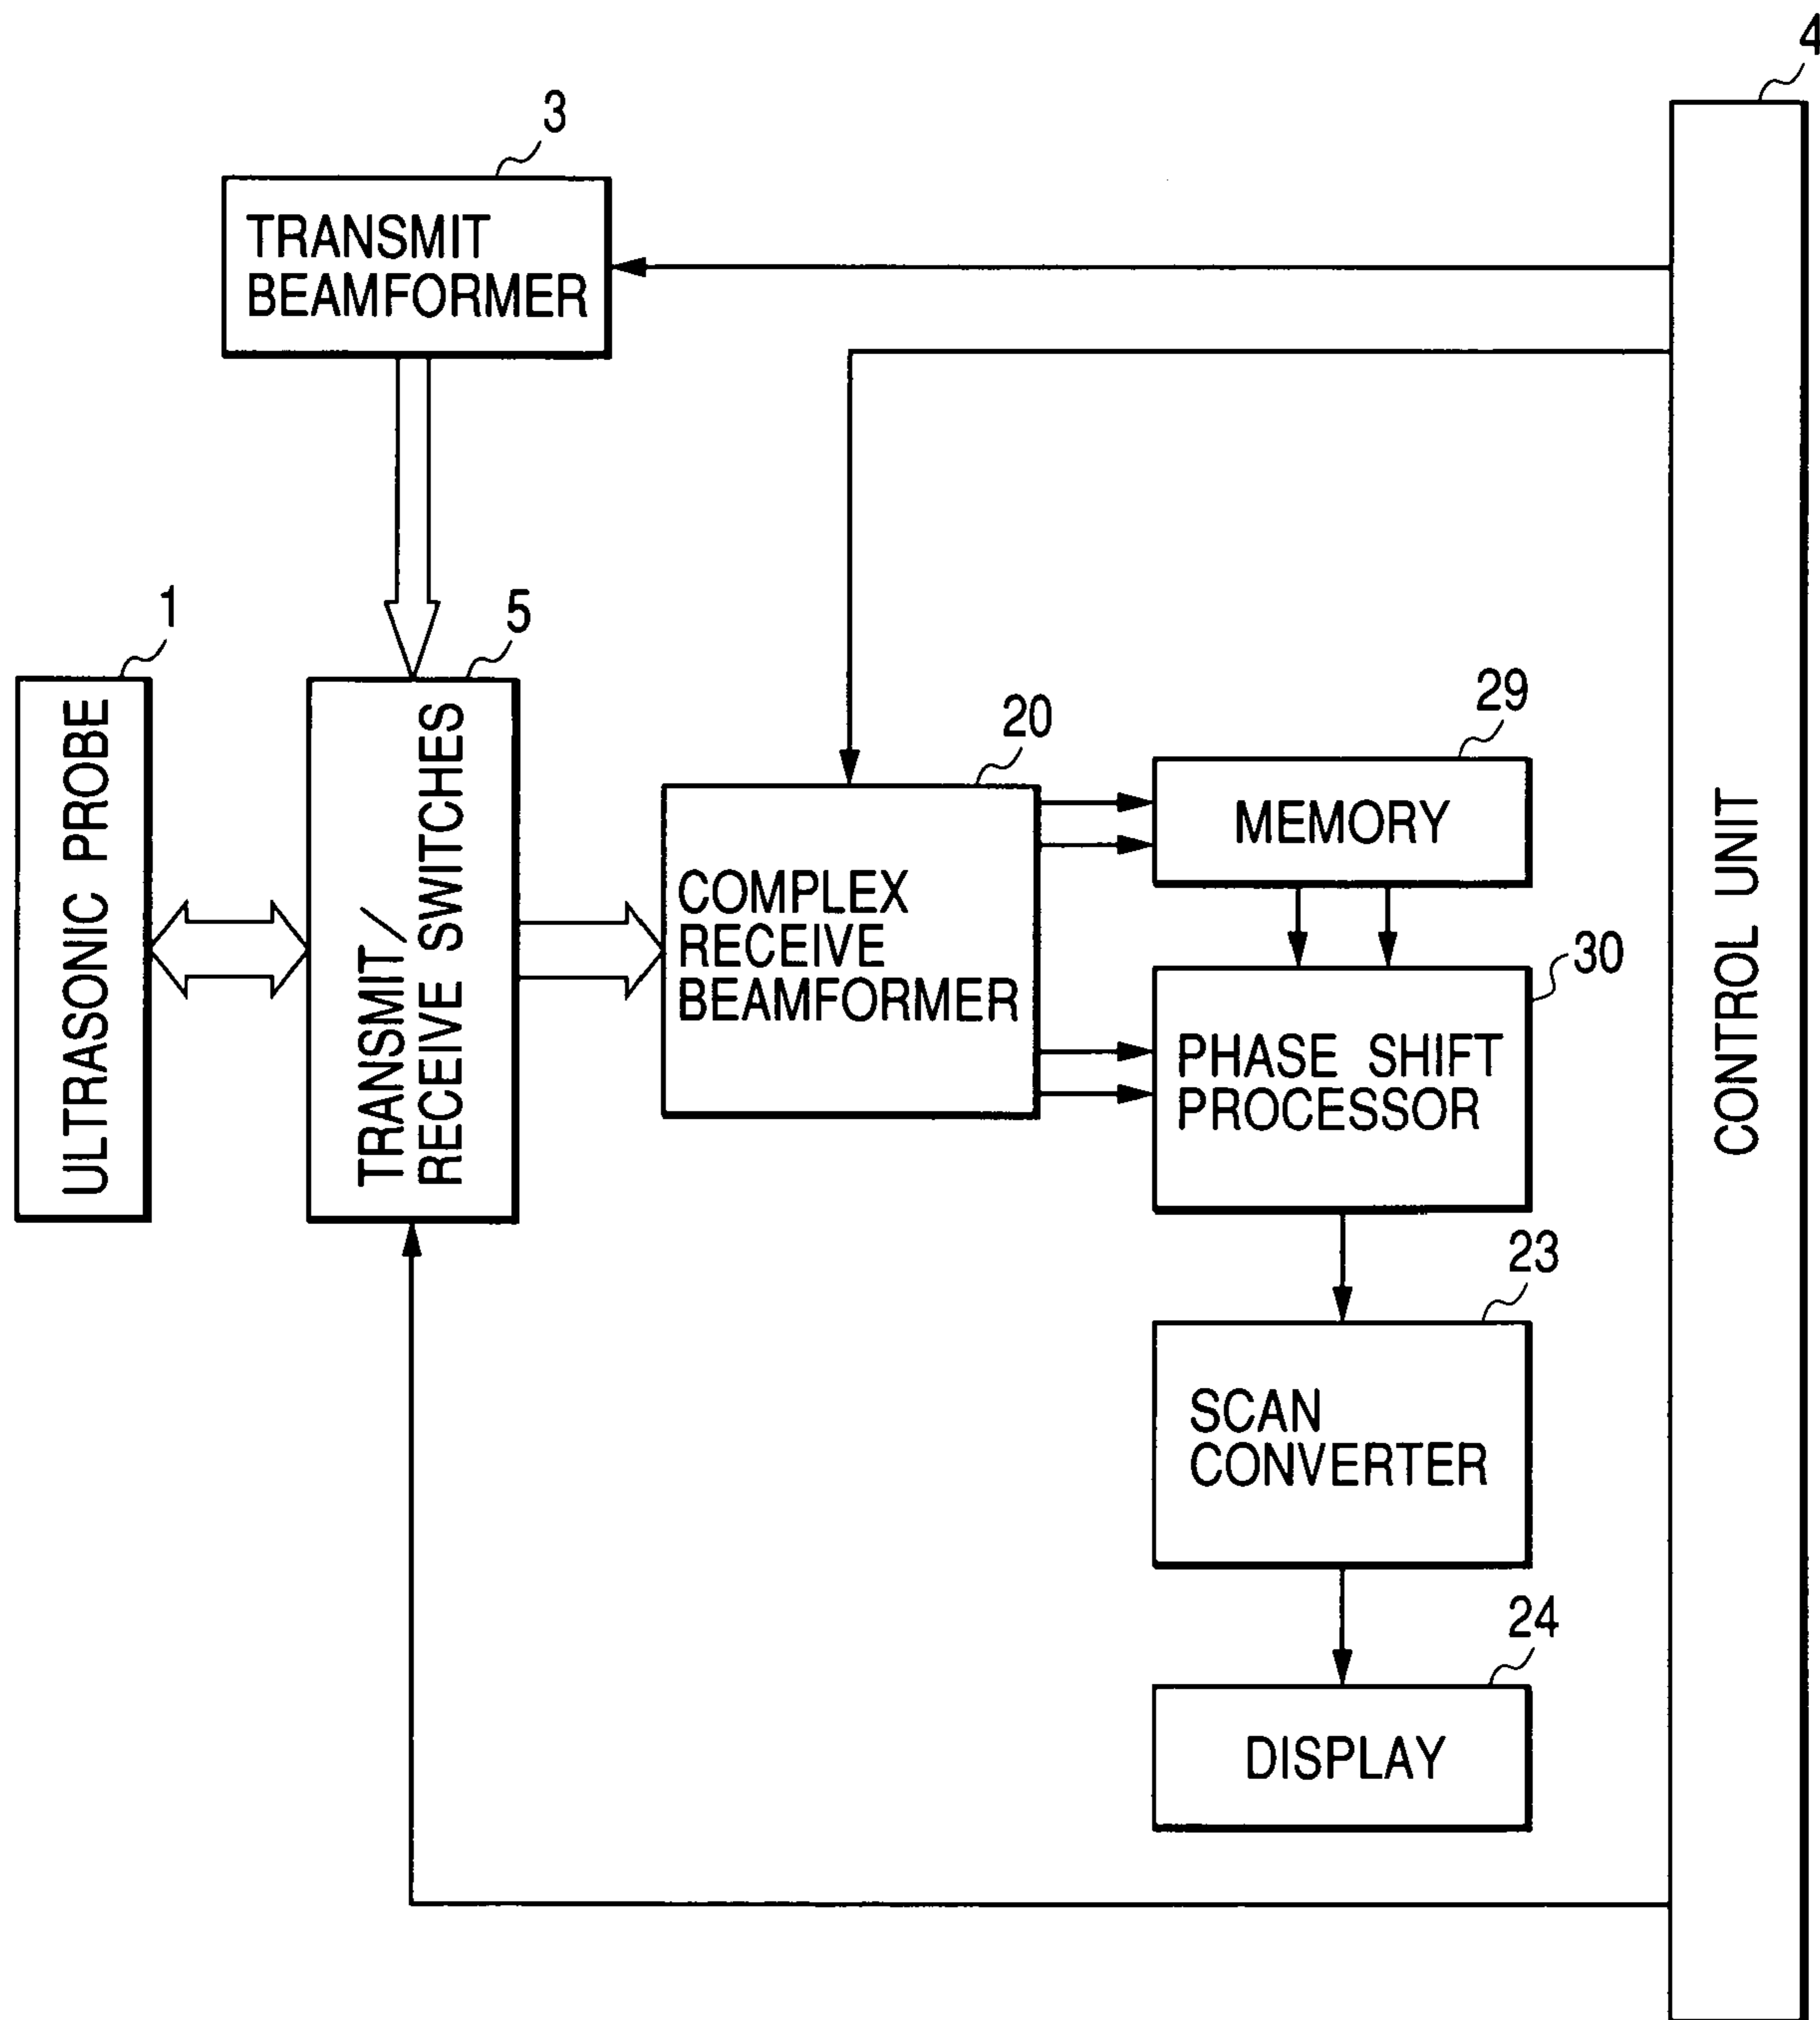 4
3
TRANSMIT
BEAMFORMER
1
ULTRASONIC PROBE
5
TRANSMIT/
RECEIVE SWITCHES
20
COMPLEX
RECEIVE
BEAMFORMER
29
MEMORY
30
PHASE SHIFT
PROCESSOR
23
SCAN
CONVERTER
24
DISPLAY
CONTROL UNIT